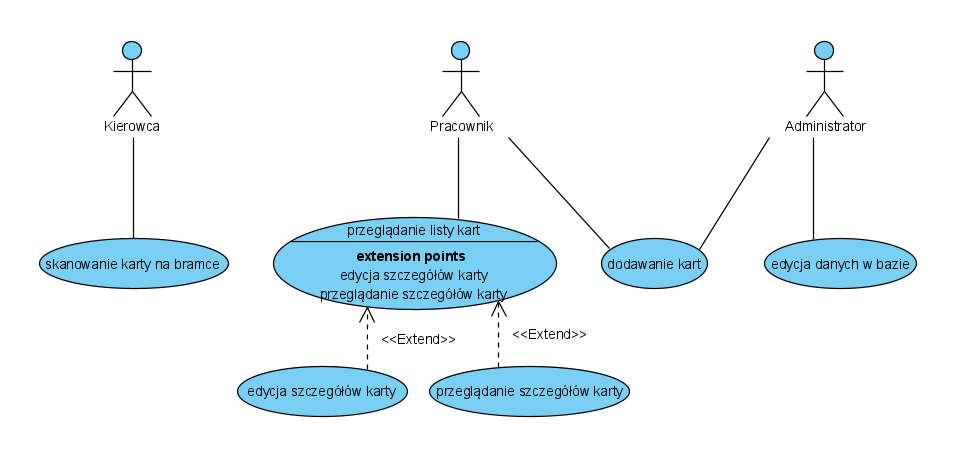 Kierowca
Pracownik
Administrator
przeglądanie listy kart
extension points
edycja szczegółów karty
przeglądanie szczegółów karty
skanowanie karty na bramce
dodawanie kart
edycja danych w bazie
<<Extend>>
<<Extend>>
edycja szczegółów karty
przeglądanie szczegółów karty